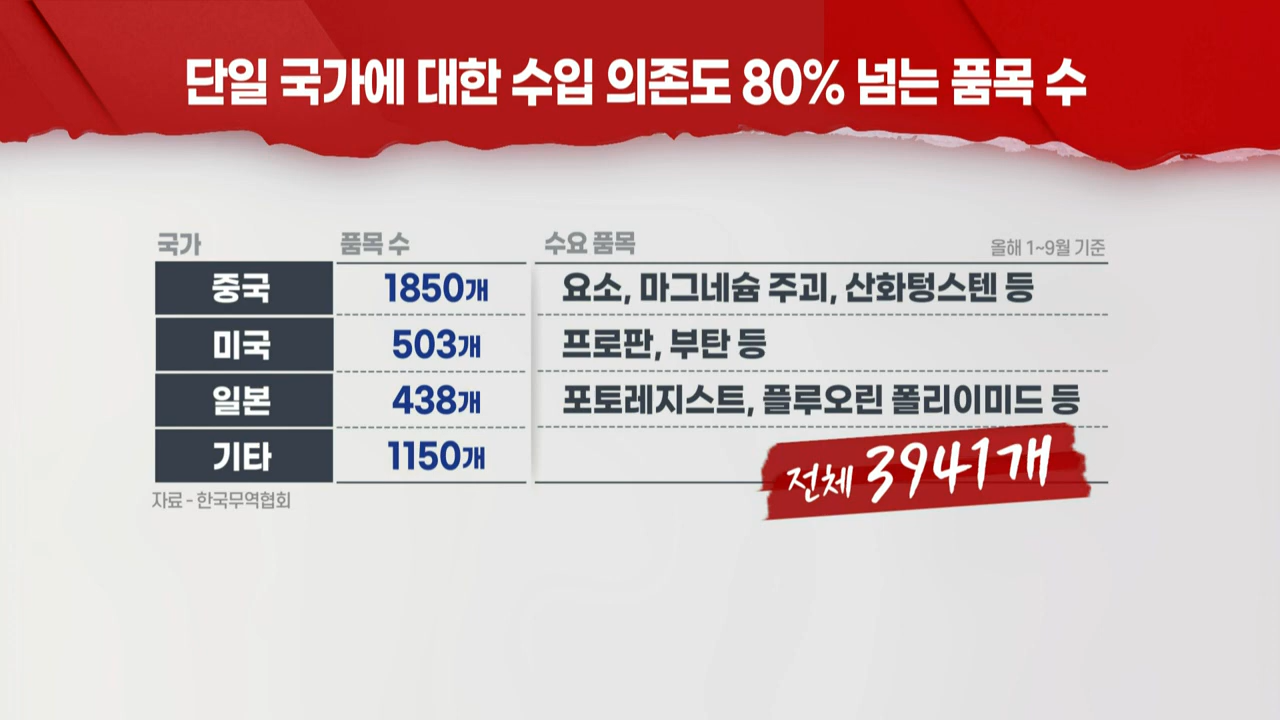 단일 국가에 대한 수입 의존도 80% 넘는 품목 수
국가 품목 수 수요 품목 올해 1~9월 기준
중국 1850개 요소, 마그네슘 주괴, 산화텅스텐 등
미국 503개 프로판, 부탄 등
일본 438개 포토레지스트, 플루오린 폴리이미드 등
기타 1150개
전체 3941개
자료 - 한국무역협회